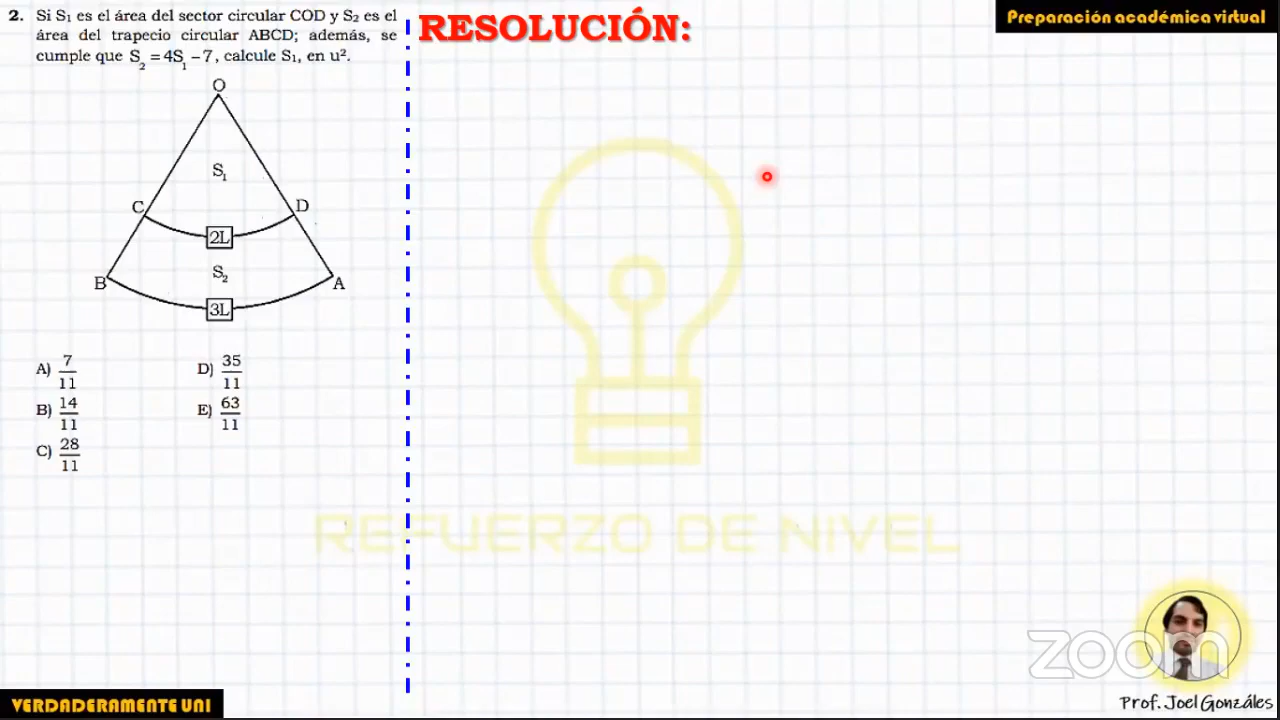 2. Si S₁ es el área del sector circular COD y S₂ es el
área del trapecio circular ABCD; además, se
cumple que S₂ = 4S₁ – 7, calcule S₁, en u².
O
S₁
C
D
2L
S₂
B
A
3L
A) 7/11
B) 14/11
C) 28/11
D) 35/11
E) 63/11
RESOLUCIÓN:
Preparación académica virtual
REFUERZO DE NIVEL
zoom
Prof. Joel Gonzáles
VERDADERAMENTE UNI